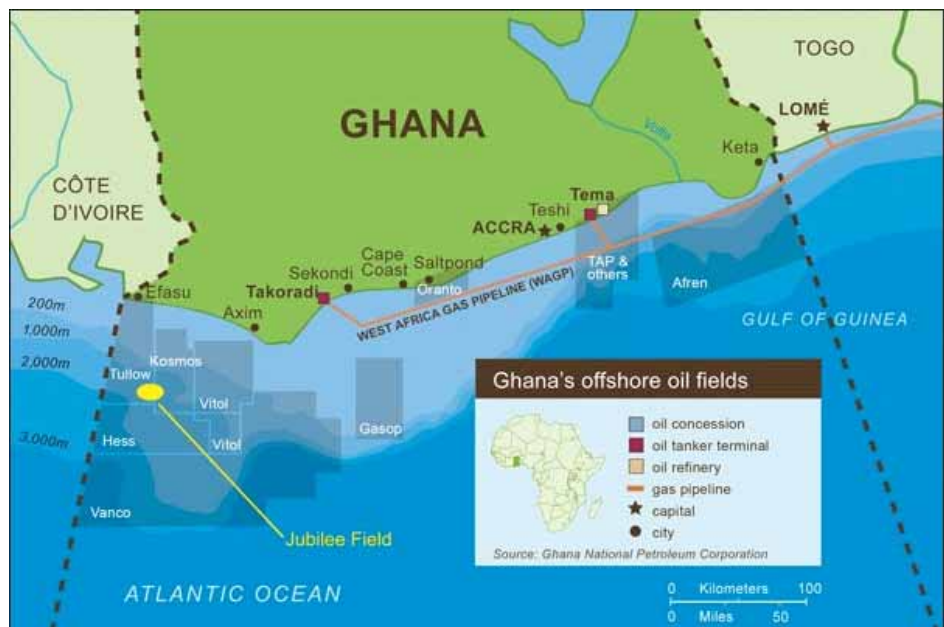 TOGO
LOMÉ
GHANA
Volta
Keta
CÔTE
D'IVOIRE
Tema
Teshi
ACCRA
Cape
Coast
Saltpond
Sekondi
Oranto
TAP &
others
Takoradi
Efasu
Afren
200m
Axim
WEST AFRICA GAS PIPELINE (WAGP)
GULF OF GUINEA
1,000m
2,000m
Kosmos
Tullow
Vitol
Gasop
Hess
Vitol
3,000m
Vanco
Jubilee Field
ATLANTIC OCEAN
Ghana's offshore oil fields
oil concession
oil tanker terminal
oil refinery
gas pipeline
capital
city
Source: Ghana National Petroleum Corporation
0 Kilometers 100
0 Miles 50